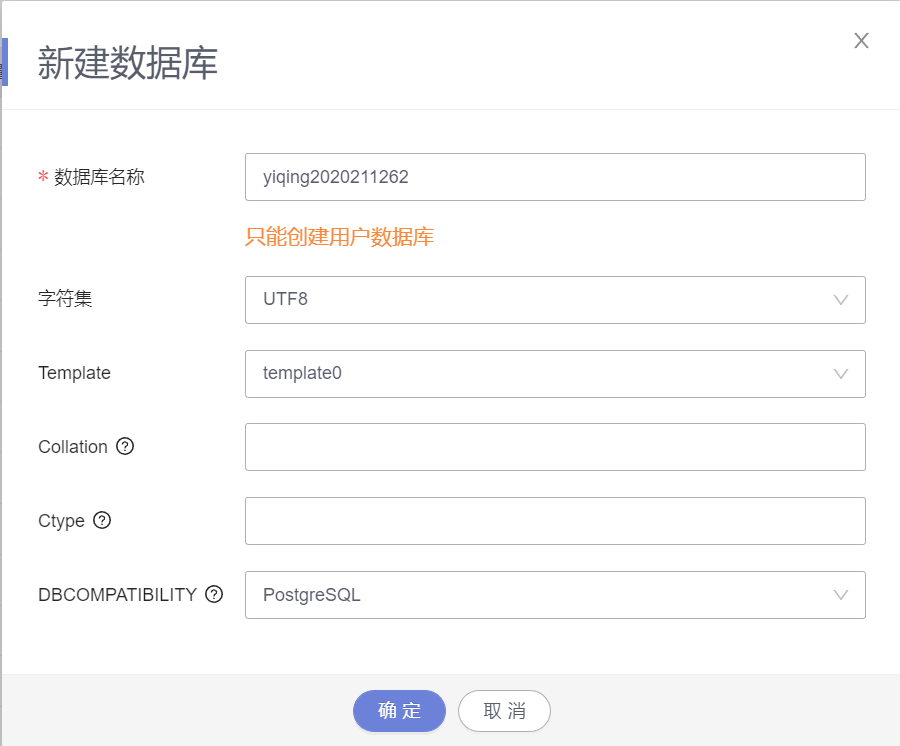 新建数据库
* 数据库名称
yiqing2020211262
只能创建用户数据库
字符集
UTF8
Template
template0
Collation ?
Ctype ?
DBCOMPATIBILITY ?
PostgreSQL
确 定
取 消